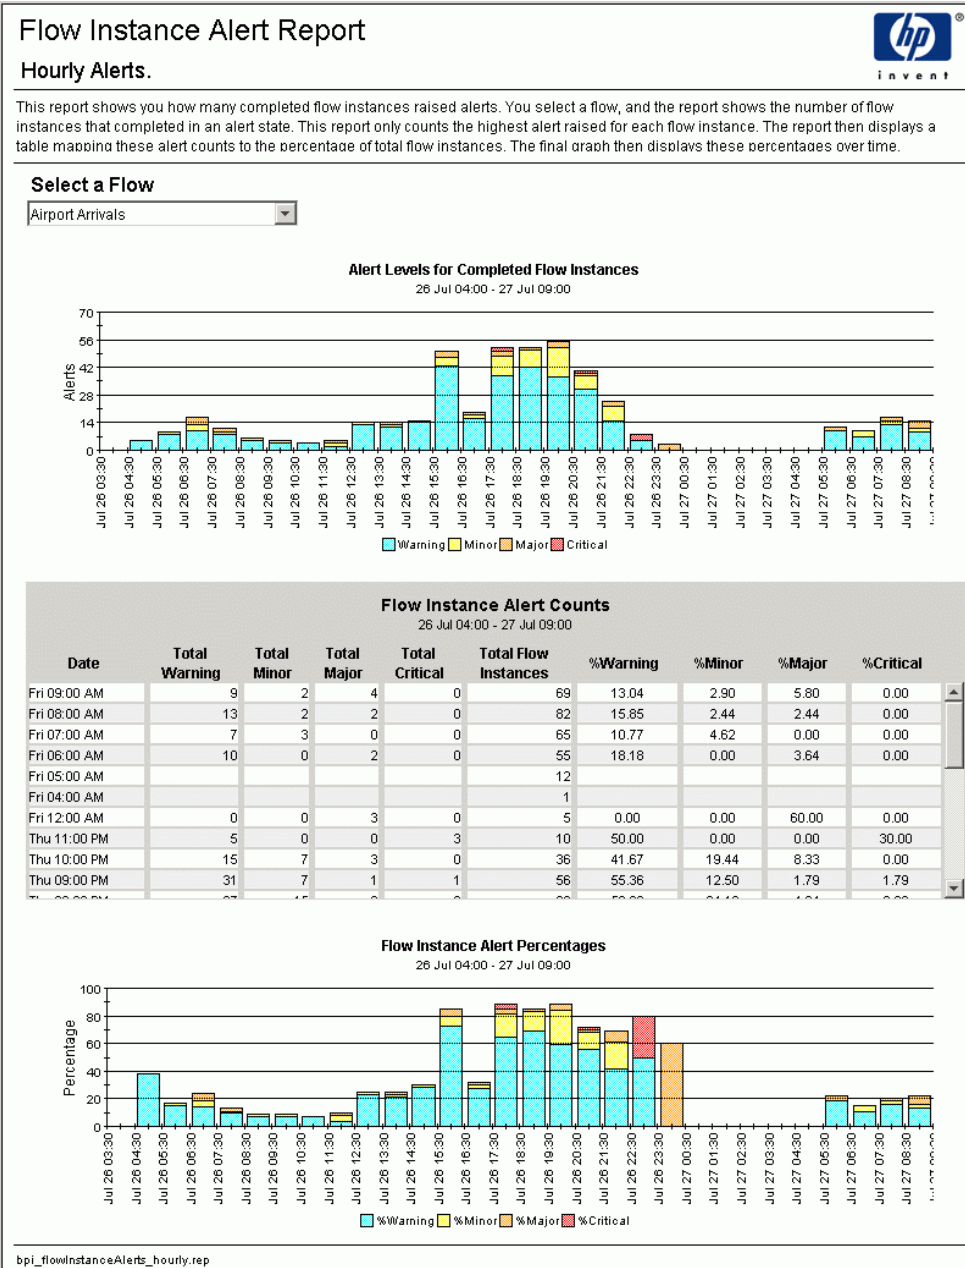 Flow Instance Alert Report
hp
®
Hourly Alerts.
invent
This report shows you how many completed flow instances raised alerts. You select a flow, and the report shows the number of flow
instances that completed in an alert state. This report only counts the highest alert raised for each flow instance. The report then displays a
table mapping these alert counts to the percentage of total flow instances. The final graph then displays these percentages over time.
Select a Flow
Airport Arrivals
Alert Levels for Completed Flow Instances
26 Jul 04:00 - 27 Jul 09:00
Alerts
70
56
42
28
14
0
Jul 26 03:30
Jul 26 04:30
Jul 26 05:30
Jul 26 06:30
Jul 26 07:30
Jul 26 08:30
Jul 26 09:30
Jul 26 10:30
Jul 26 11:30
Jul 26 12:30
Jul 26 13:30
Jul 26 14:30
Jul 26 15:30
Jul 26 16:30
Jul 26 17:30
Jul 26 18:30
Jul 26 19:30
Jul 26 20:30
Jul 26 21:30
Jul 26 22:30
Jul 26 23:30
Jul 27 00:30
Jul 27 01:30
Jul 27 02:30
Jul 27 03:30
Jul 27 04:30
Jul 27 05:30
Jul 27 06:30
Jul 27 07:30
Jul 27 08:30
Warning Minor Major Critical
Flow Instance Alert Counts
26 Jul 04:00 - 27 Jul 09:00
Date Total Warning Total Minor Total Major Total Critical Total Flow Instances %Warning %Minor %Major %Critical
Fri 09:00 AM 9 2 4 0 69 13.04 2.90 5.80 0.00
Fri 08:00 AM 13 2 2 0 82 15.85 2.44 2.44 0.00
Fri 07:00 AM 7 3 0 0 65 10.77 4.62 0.00 0.00
Fri 06:00 AM 10 0 2 0 55 18.18 0.00 3.64 0.00
Fri 05:00 AM 12
Fri 04:00 AM 1
Fri 12:00 AM 0 0 3 0 5 0.00 0.00 60.00 0.00
Thu 11:00 PM 5 0 0 3 10 50.00 0.00 0.00 30.00
Thu 10:00 PM 15 7 3 0 36 41.67 19.44 8.33 0.00
Thu 09:00 PM 31 7 1 1 56 55.36 12.50 1.79 1.79
Flow Instance Alert Percentages
26 Jul 04:00 - 27 Jul 09:00
Percentage
100
80
60
40
20
0
Jul 26 03:30
Jul 26 04:30
Jul 26 05:30
Jul 26 06:30
Jul 26 07:30
Jul 26 08:30
Jul 26 09:30
Jul 26 10:30
Jul 26 11:30
Jul 26 12:30
Jul 26 13:30
Jul 26 14:30
Jul 26 15:30
Jul 26 16:30
Jul 26 17:30
Jul 26 18:30
Jul 26 19:30
Jul 26 20:30
Jul 26 21:30
Jul 26 22:30
Jul 26 23:30
Jul 27 00:30
Jul 27 01:30
Jul 27 02:30
Jul 27 03:30
Jul 27 04:30
Jul 27 05:30
Jul 27 06:30
Jul 27 07:30
Jul 27 08:30
%Warning %Minor %Major %Critical
bpi_flowInstanceAlerts_hourly.rep